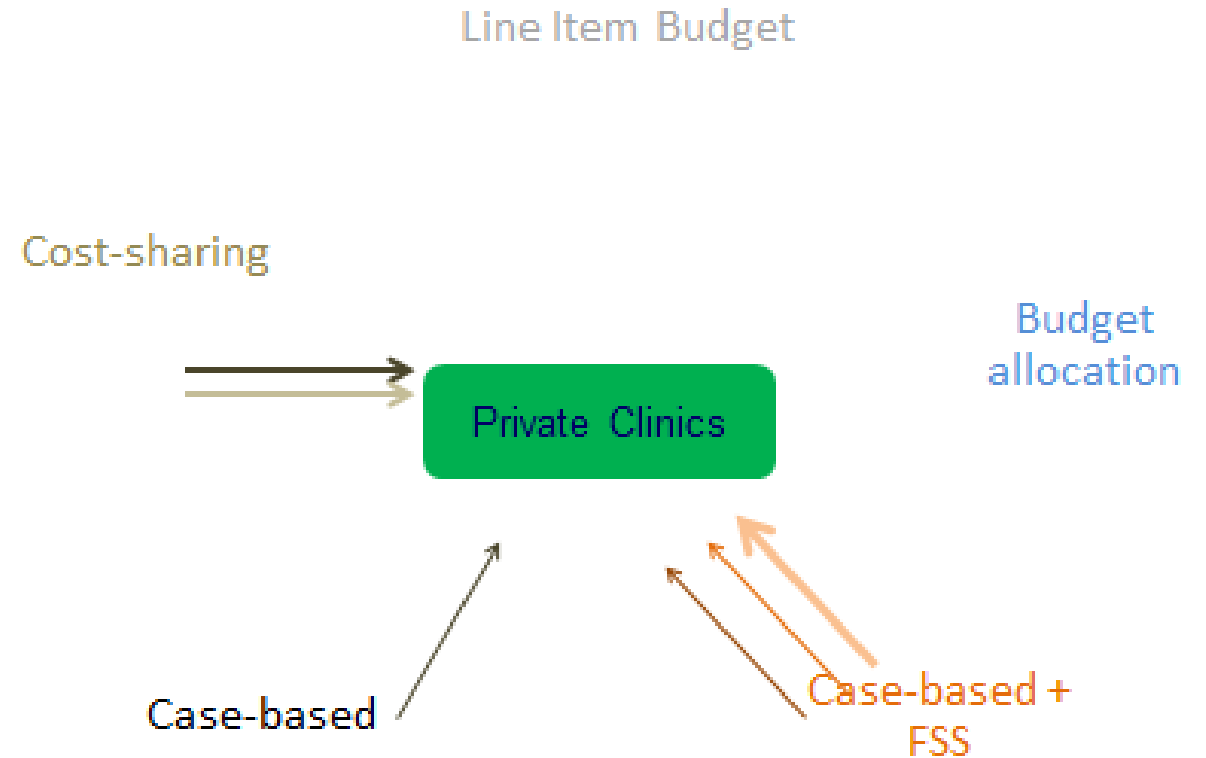 Line Item Budget
Cost-sharing
Budget
allocation
Private Clinics
Case-based
Case-based +
FSS